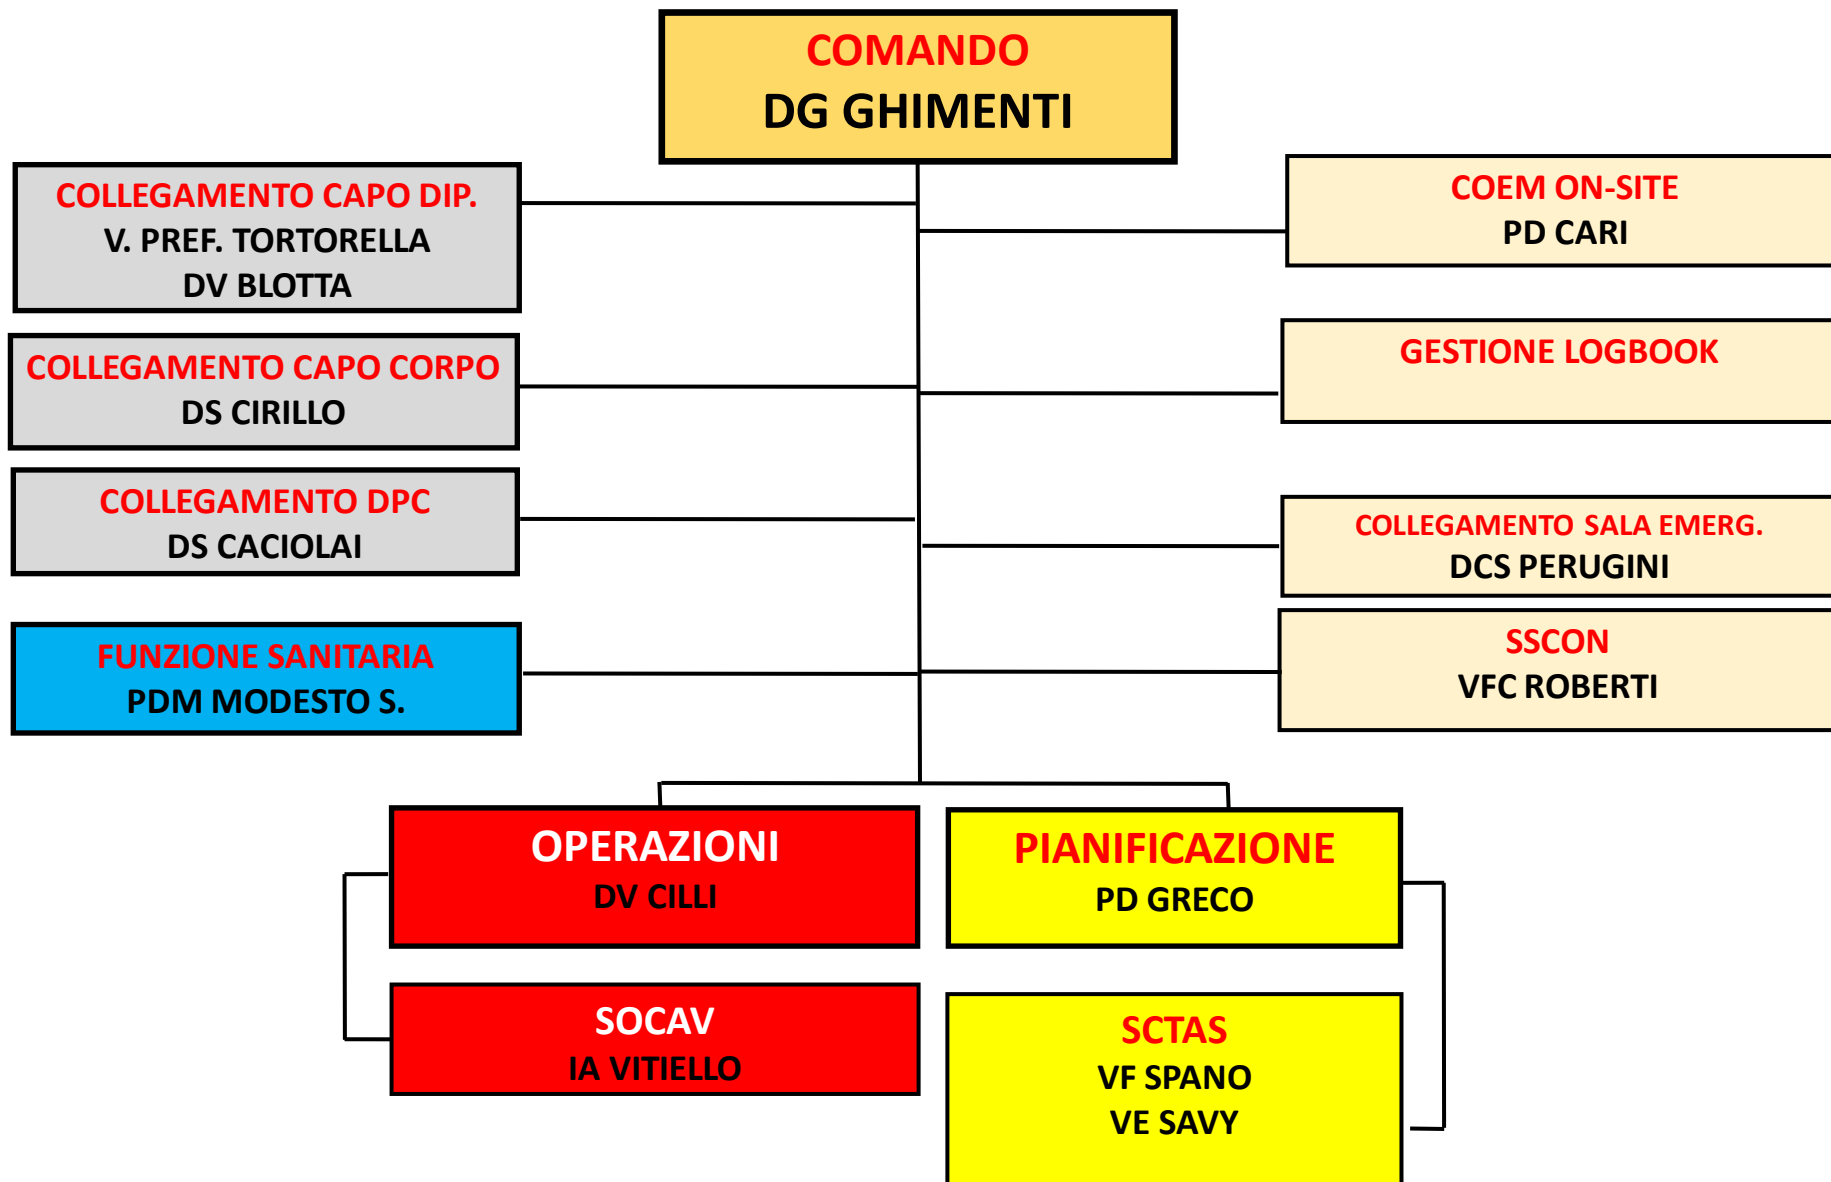 COMANDO
DG GHIMENTI
COLLEGAMENTO CAPO DIP.
V. PREF. TORTORELLA
DV BLOTTA
COEM ON-SITE
PD CARI
COLLEGAMENTO CAPO CORPO
DS CIRILLO
GESTIONE LOGBOOK
COLLEGAMENTO DPC
DS CACIOLAI
COLLEGAMENTO SALA EMERG.
DCS PERUGINI
FUNZIONE SANITARIA
PDM MODESTO S.
SSCON
VFC ROBERTI
OPERAZIONI
DV CILLI
PIANIFICAZIONE
PD GRECO
SOCAV
IA VITIELLO
SCTAS
VF SPANO
VE SAVY